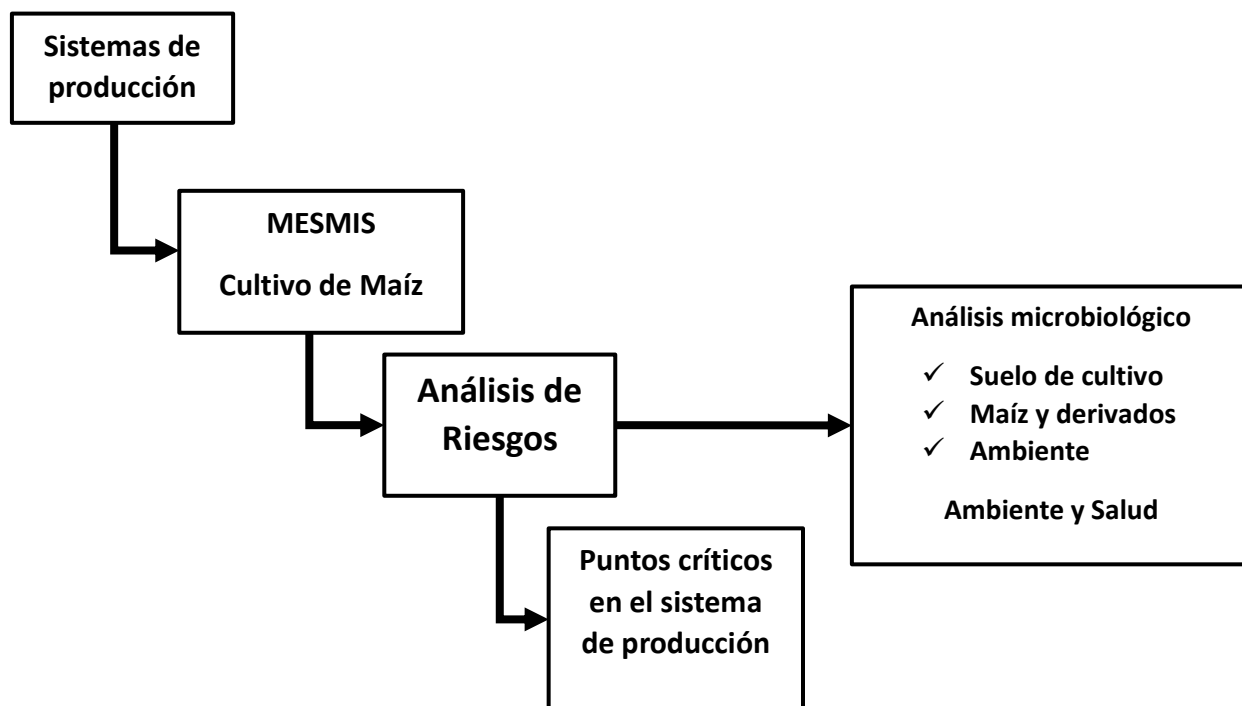 Sistemas de
producción
MESMIS
Cultivo de Maíz
Análisis de
Riesgos
Análisis microbiológico
✓ Suelo de cultivo
✓ Maíz y derivados
✓ Ambiente
Ambiente y Salud
Puntos críticos
en el sistema
de producción